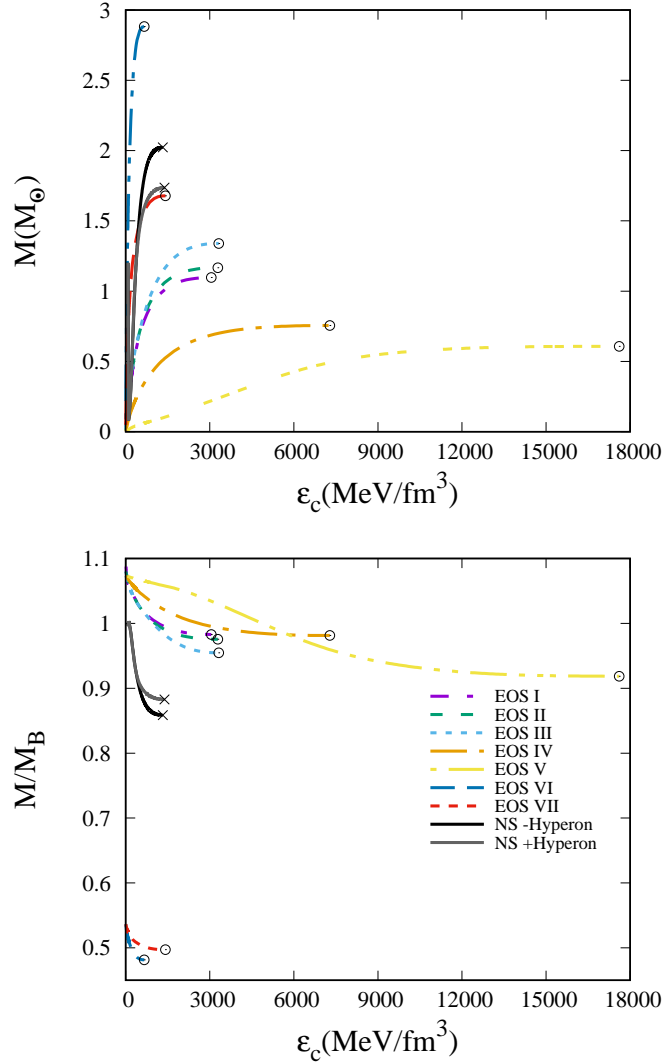 3
2.5
2
1.5
1
0.5
0
M(M⊙)
0 3000 6000 9000 12000 15000 18000
εc(MeV/fm³)
1.1
1
0.9
0.8
0.7
0.6
0.5
M/M_B
EOS I
EOS II
EOS III
EOS IV
EOS V
EOS VI
EOS VII
NS -Hyperon
NS +Hyperon
0 3000 6000 9000 12000 15000 18000
εc(MeV/fm³)